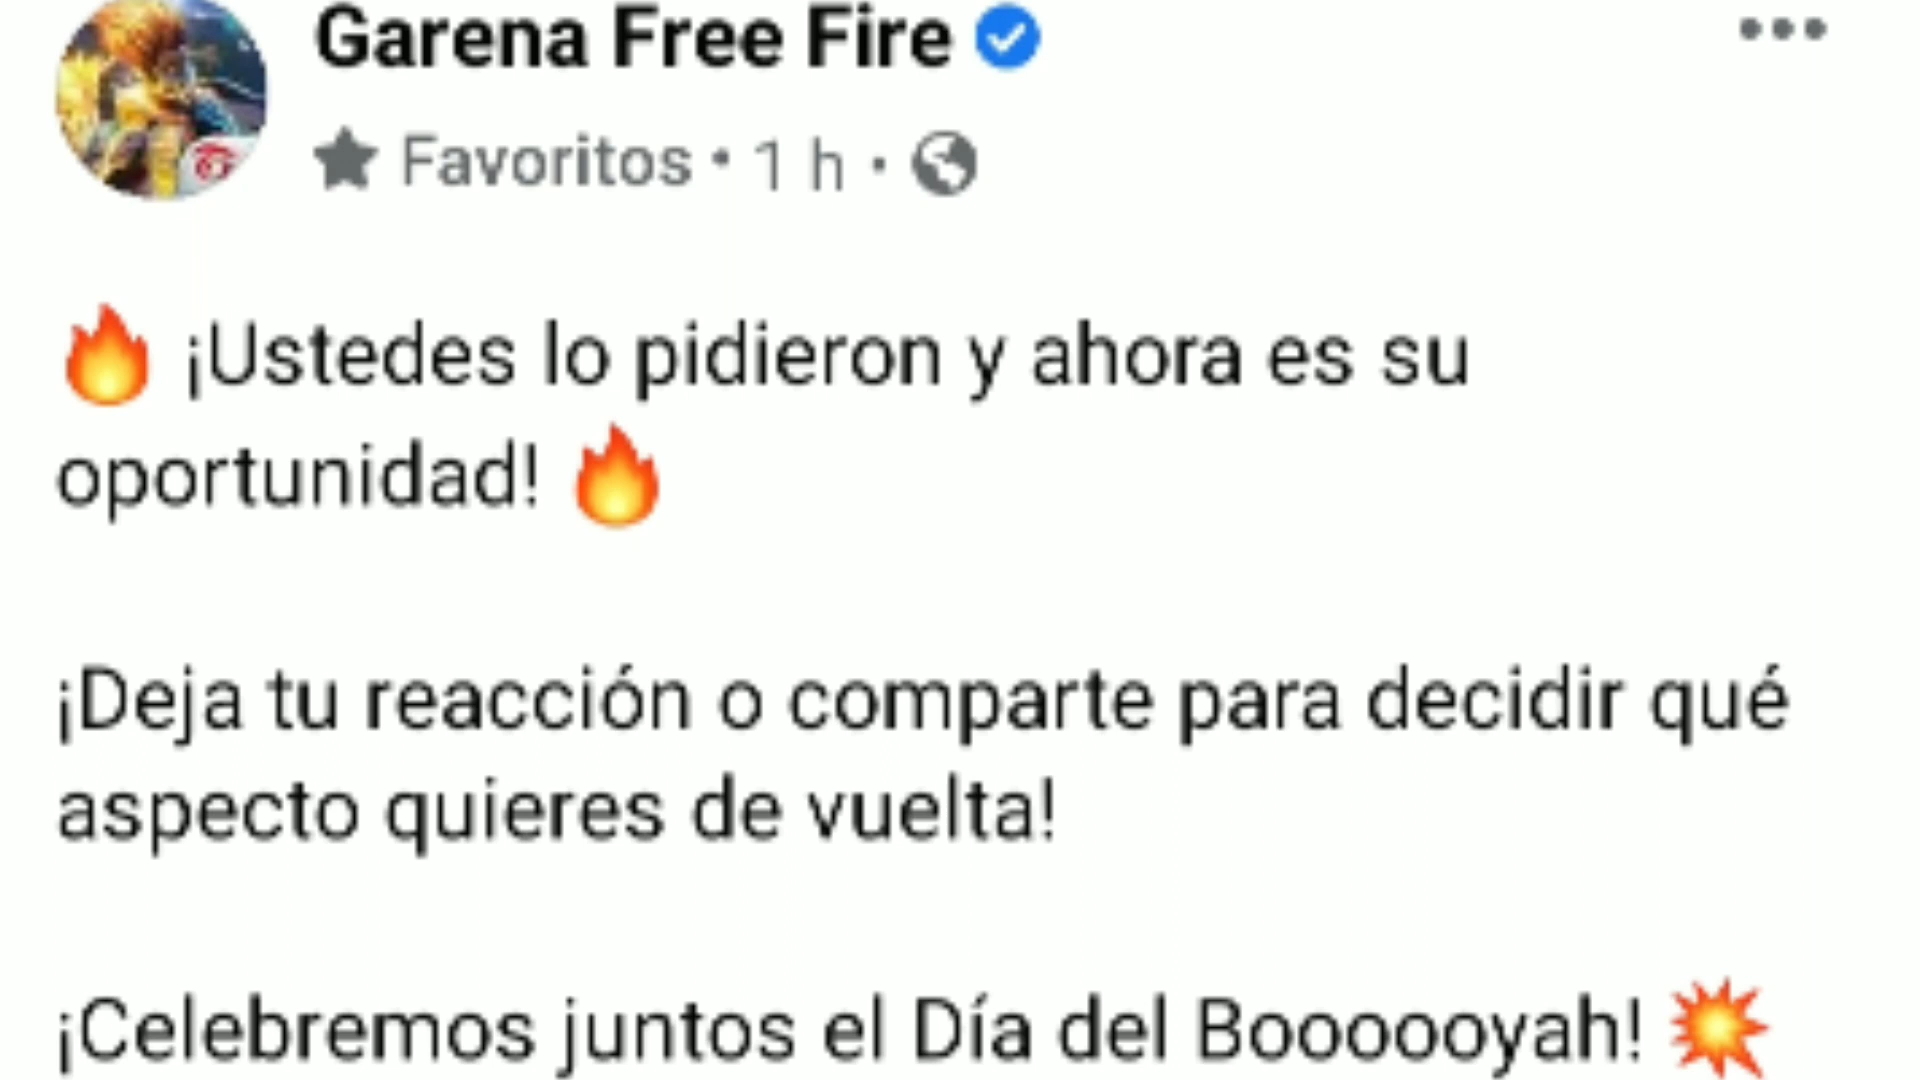 Garena Free Fire
Favoritos • 1 h •
🔥 ¡Ustedes lo pidieron y ahora es su
oportunidad! 🔥
¡Deja tu reacción o comparte para decidir qué
aspecto quieres de vuelta!
¡Celebremos juntos el Día del Boooooyah! 💥